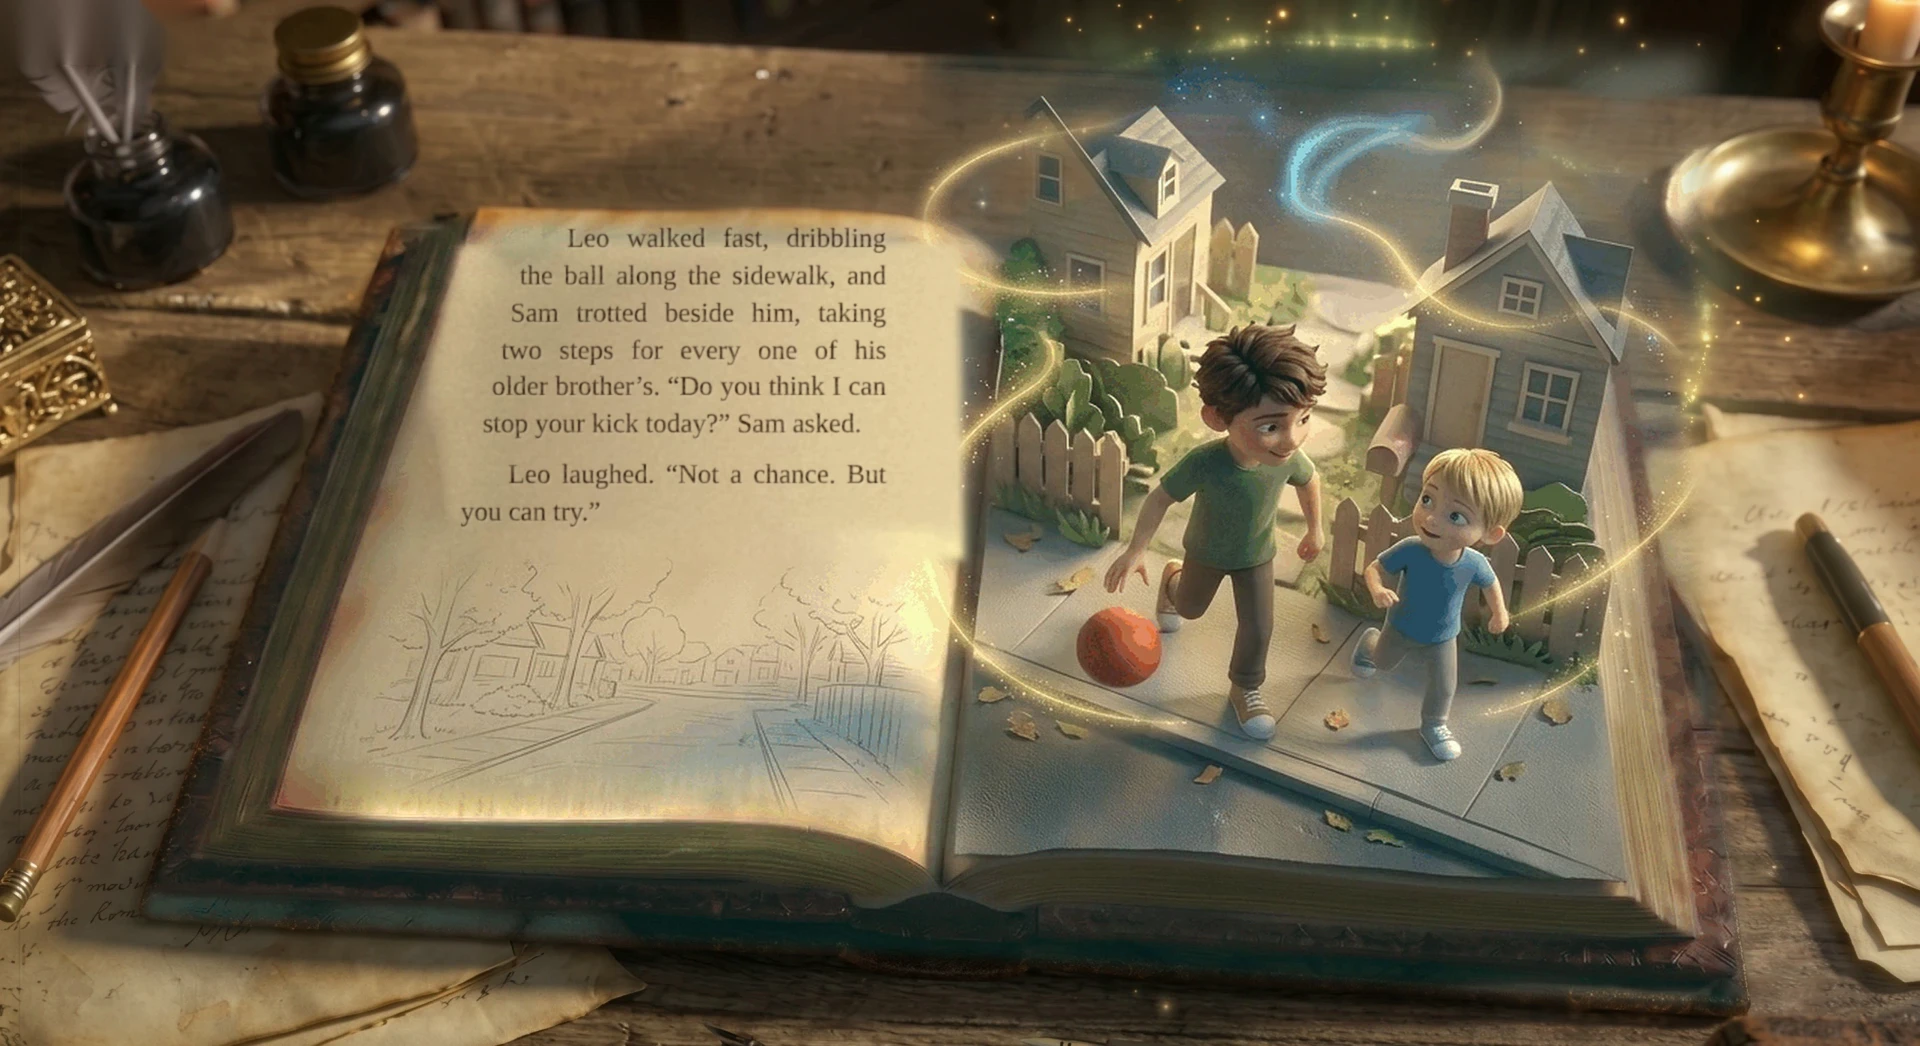 Leo walked fast, dribbling
the ball along the sidewalk, and
Sam trotted beside him, taking
two steps for every one of his
older brother’s. “Do you think I can
stop your kick today?” Sam asked.
Leo laughed. “Not a chance. But
you can try.”